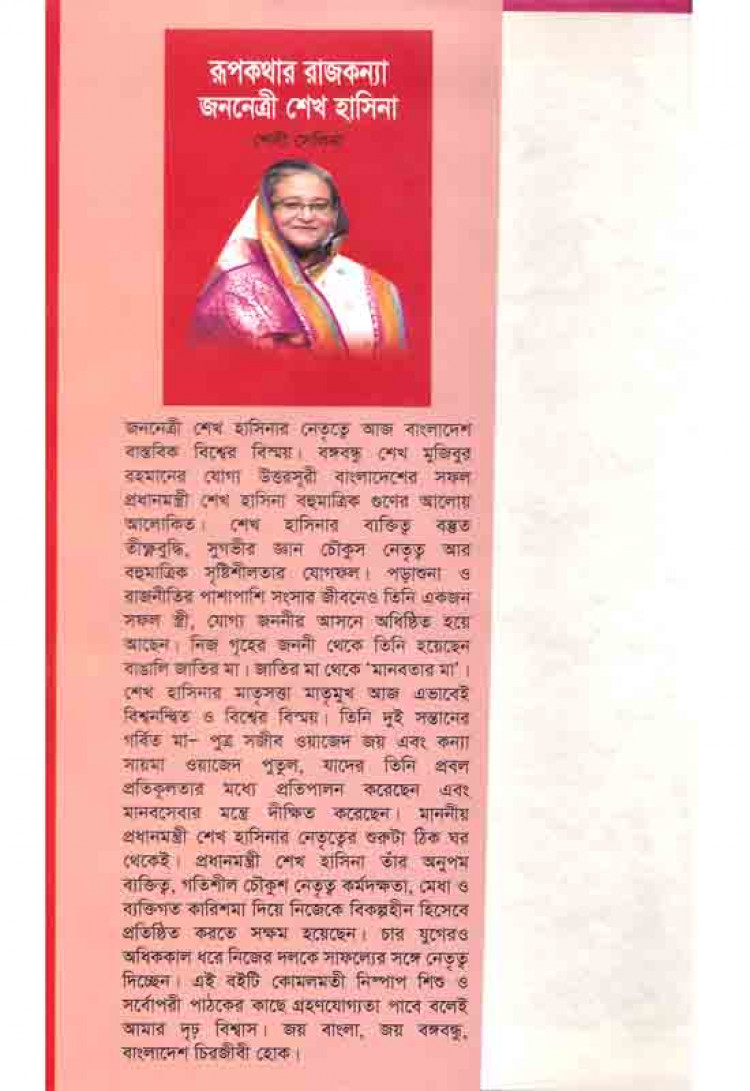 রূপকথার রাজকন্যা
জননেত্রী শেখ হাসিনা
জননেত্রী শেখ হাসিনার নেতৃত্বে আজ বাংলাদেশ
বাস্তবিক বিশ্বের বিস্ময়। বঙ্গবন্ধু শেখ মুজিবুর
রহমানের যোগ্য উত্তরসূরী বাংলাদেশের সফল
প্রধানমন্ত্রী শেখ হাসিনা বহুমাত্রিক গুণের আলোয়
আলোকিত। শেখ হাসিনার ব্যক্তিত্ব বস্তুত
তীক্ষ্ণবুদ্ধি, সুগভীর জ্ঞান চৌকুস নেতৃত্ব আর
বহুমাত্রিক সৃষ্টিশীলতার যোগফল। পড়াশুনা ও
রাজনীতির পাশাপাশি সংসার জীবনেও তিনি একজন
সফল স্ত্রী, যোগ্য জননীর আসনে অধিষ্ঠিত হয়ে
আছেন। নিজ গৃহের জননী থেকে তিনি হয়েছেন
বাঙালি জাতির মা। জাতির মা থেকে ‘মানবতার মা’।
শেখ হাসিনার মাতৃসত্তা মাতৃমুখ আজ এভাবেই
বিশ্বনন্দিত ও বিশ্বের বিস্ময়। তিনি দুই সন্তানের
গর্বিত মা– পুত্র সজীব ওয়াজেদ জয় এবং কন্যা
সায়মা ওয়াজেদ পুতুল, যাদের তিনি প্রবল
প্রতিকূলতার মধ্যে প্রতিপালন করেছেন এবং
মানবসেবার মন্ত্রে দীক্ষিত করেছেন। মাননীয়
প্রধানমন্ত্রী শেখ হাসিনার নেতৃত্বের শুরুটা ঠিক ঘর
থেকেই। প্রধানমন্ত্রী শেখ হাসিনা তাঁর অনুপম
ব্যক্তিত্ব, গতিশীল চৌকুশ নেতৃত্ব কর্মদক্ষতা, মেধা ও
ব্যক্তিগত কারিশমা দিয়ে নিজেকে বিকল্পহীন হিসেবে
প্রতিষ্ঠিত করতে সক্ষম হয়েছেন। চার যুগেরও
অধিককাল ধরে নিজের দলকে সাফল্যের সঙ্গে নেতৃত্ব
দিচ্ছেন। এই বইটি কোমলমতী নিষ্পাপ শিশু ও
সর্বোপরী পাঠকের কাছে গ্রহণযোগ্যতা পাবে বলেই
আমার দৃঢ় বিশ্বাস। জয় বাংলা, জয় বঙ্গবন্ধু,
বাংলাদেশ চিরজীবী হোক।